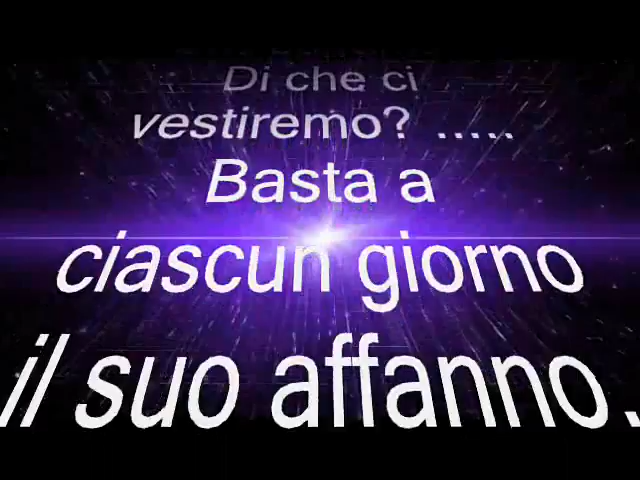 Di che ci
vestiremo? .....
Basta a
ciascun giorno
il suo affanno.